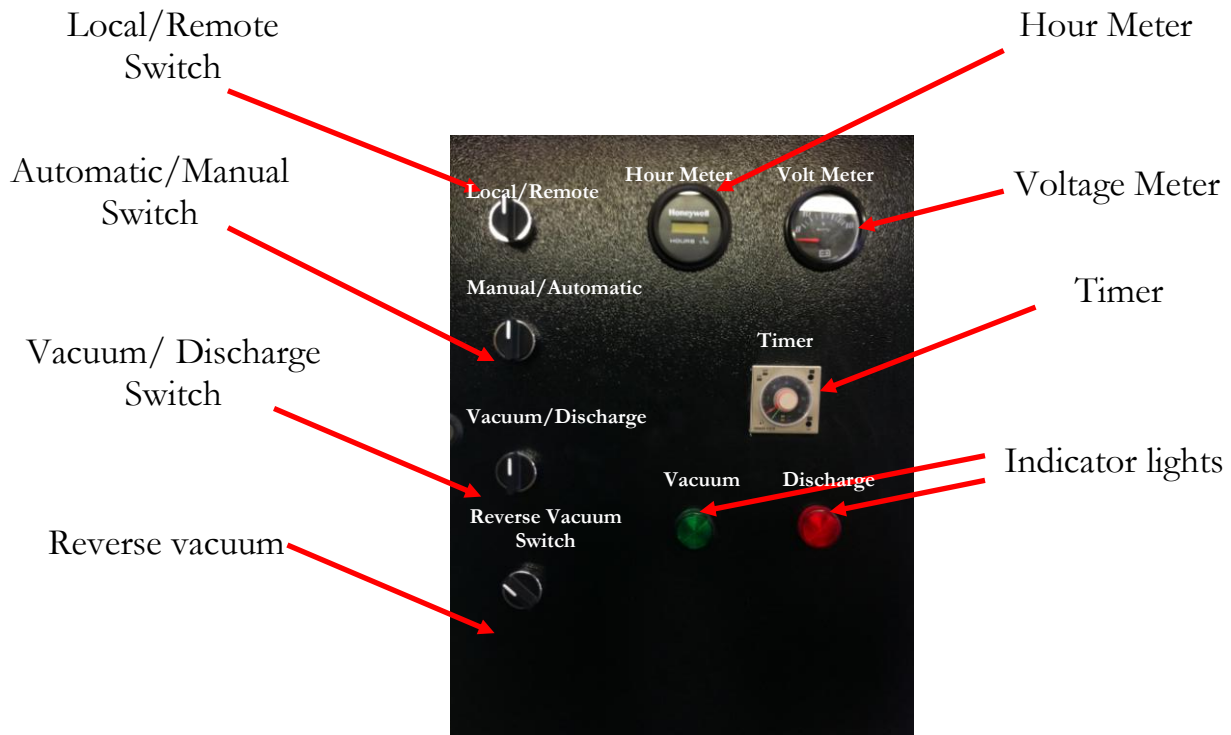 Local/Remote
Switch
Hour Meter
Automatic/Manual
Switch
Voltage Meter
Vacuum/ Discharge
Switch
Timer
Reverse vacuum
Indicator lights
Local/Remote
Hour Meter
Volt Meter
Honeywell
HOURS
Manual/Automatic
Timer
Vacuum/Discharge
Vacuum
Discharge
Reverse Vacuum
Switch